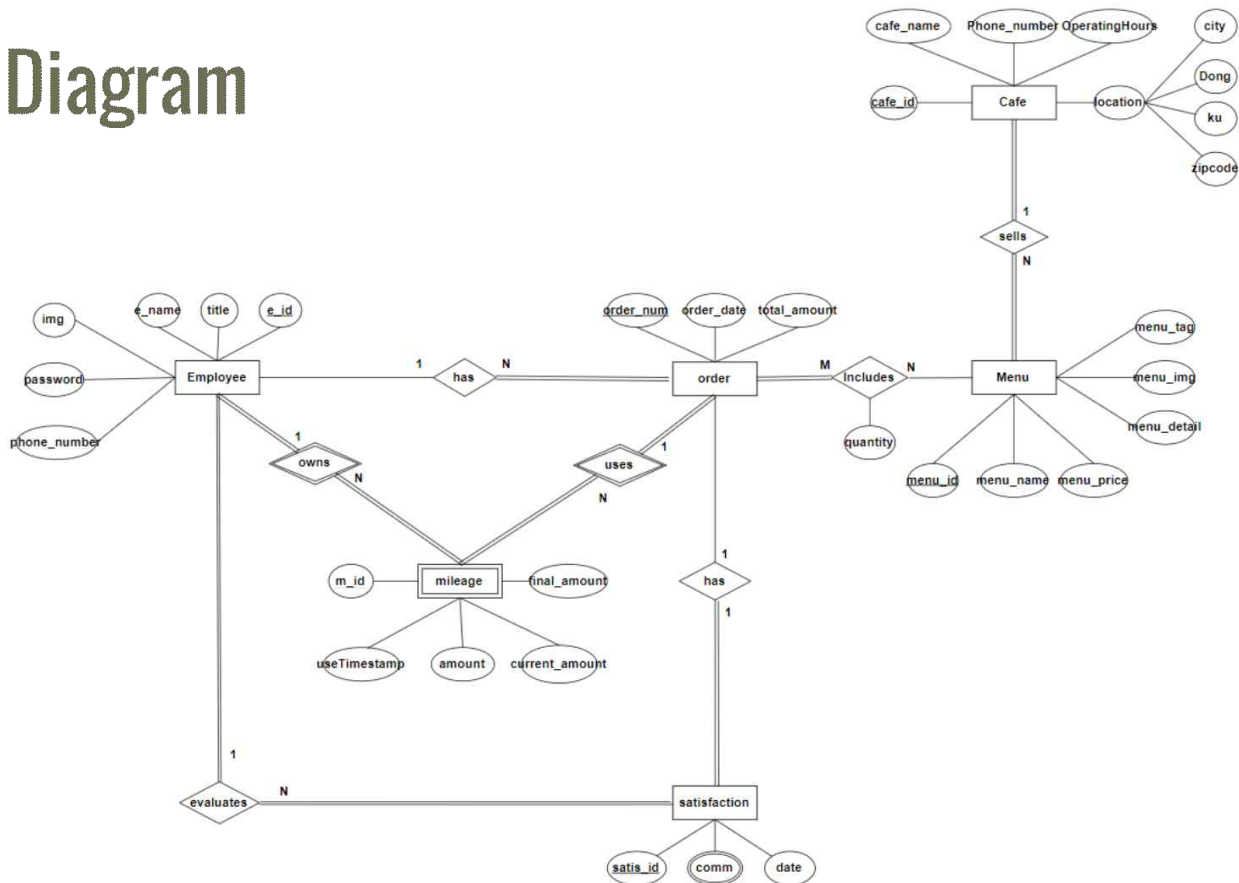 Diagram
cafe_name
Phone_number
OperatingHours
city
Dong
cafe_id
Cafe
location
ku
zipcode
1
sells
N
img
e_name
title
e_id
order_num
order_date
total_amount
menu_tag
password
Employee
1
has
N
order
M
Includes
N
Menu
menu_img
phone_number
quantity
menu_detail
1
owns
N
1
uses
N
menu_id
menu_name
menu_price
m_id
mileage
final_amount
1
has
1
useTimestamp
amount
current_amount
1
evaluates
N
satisfaction
satis_id
comm
date